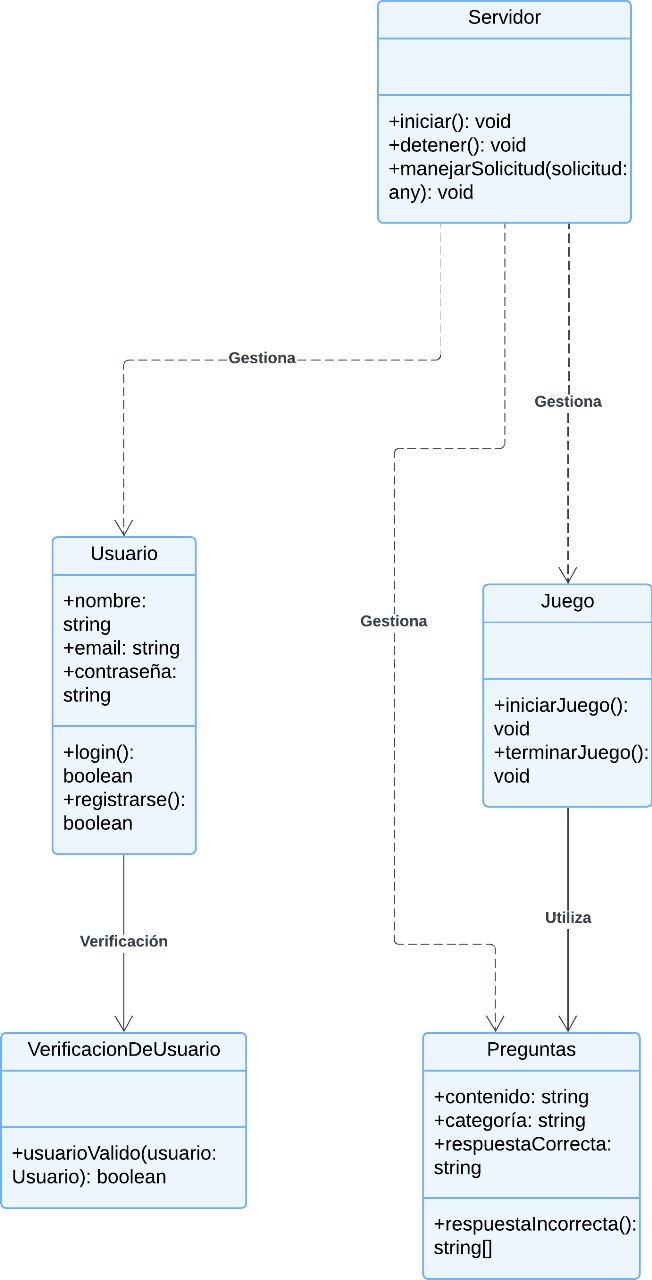 Servidor
+iniciar(): void
+detener(): void
+manejarSolicitud(solicitud:
any): void
Gestiona
Gestiona
Gestiona
Usuario
+nombre:
string
+email: string
+contraseña:
string
+login():
boolean
+registrarse():
boolean
Juego
+iniciarJuego():
void
+terminarJuego():
void
Verificación
Utiliza
VerificacionDeUsuario
+usuarioValido(usuario:
Usuario): boolean
Preguntas
+contenido: string
+categoría: string
+respuestaCorrecta:
string
+respuestaIncorrecta():
string[]